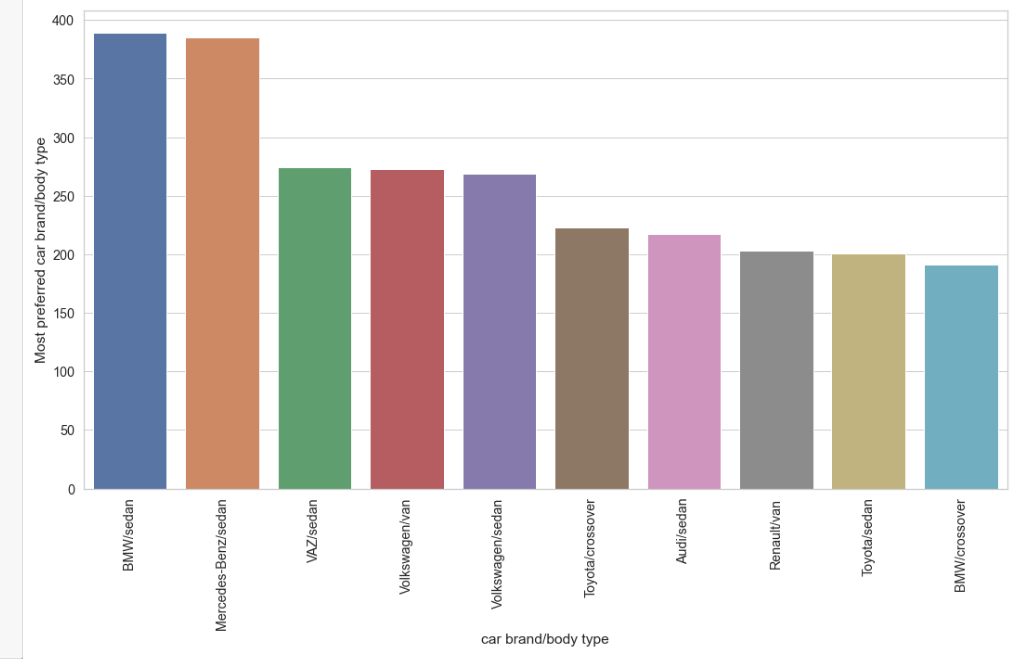 Most preferred car brand/body type
400
350
300
250
200
150
100
50
0
BMW/sedan
Mercedes-Benz/sedan
VAZ/sedan
Volkswagen/van
Volkswagen/sedan
Toyota/crossover
Audi/sedan
Renault/van
Toyota/sedan
BMW/crossover
car brand/body type